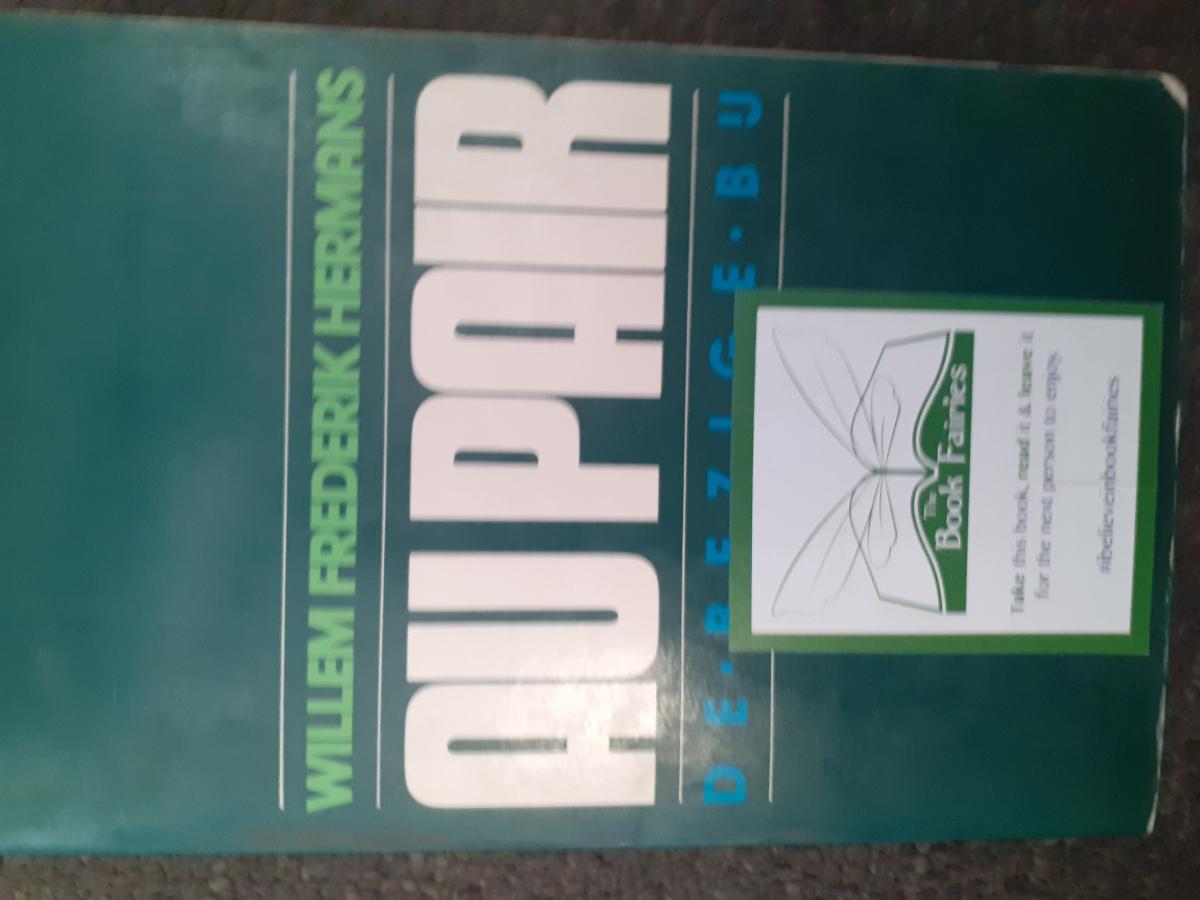 WILLEM FREDERIK HERMANS
AU PAIR
DE·BEZIGE·BIJ
The
Book Fairies
Take this book, read it & leave it
for the next person to enjoy.
#ibelieveinbookfairies